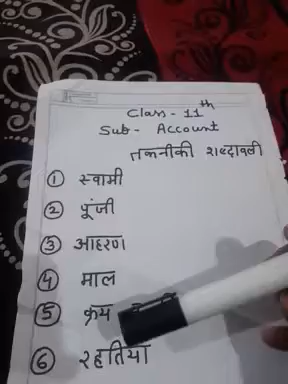 Class - 11th
Sub - Account
तकनीकी शब्दावली
① स्वामी
② पूंजी
③ आहरण
④ माल
⑤ क्रय
⑥ रहतिया